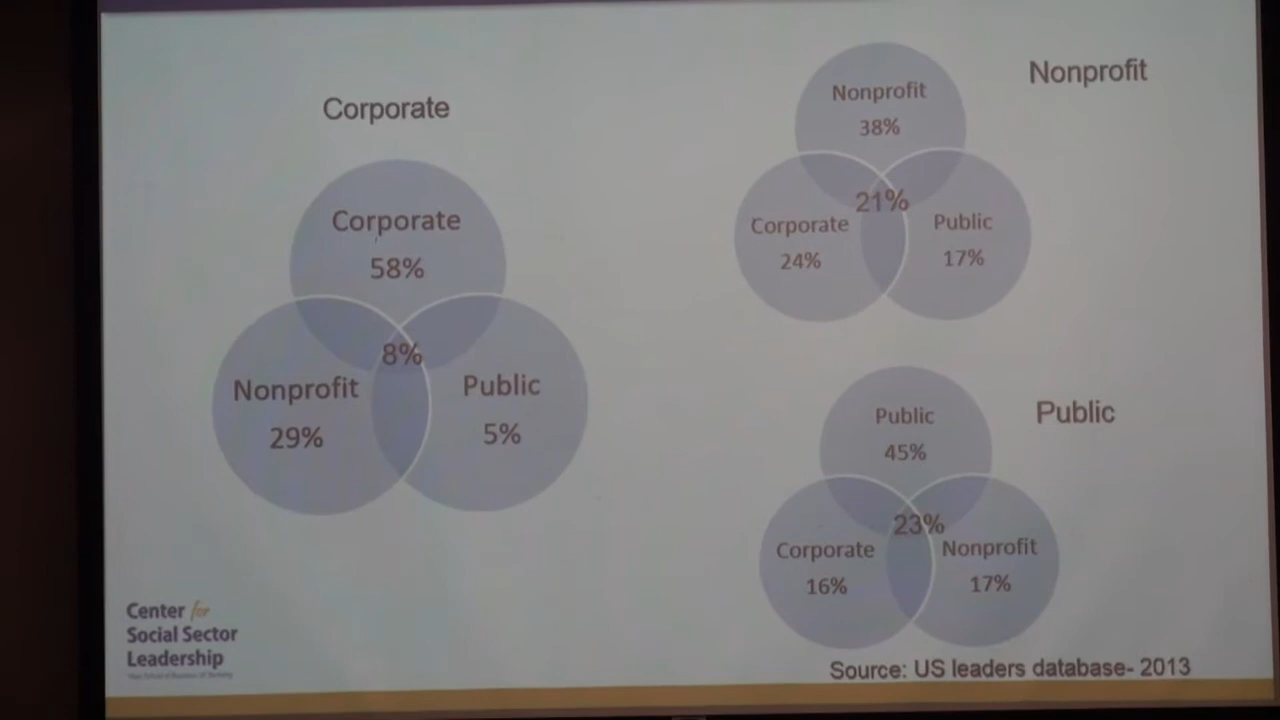 Corporate
Corporate
58%
8%
Nonprofit
29%
Public
5%
Nonprofit
Nonprofit
38%
21%
Corporate
24%
Public
17%
Public
Public
45%
23%
Corporate
16%
Nonprofit
17%
Center for
Social Sector
Leadership
Source: US leaders database- 2013